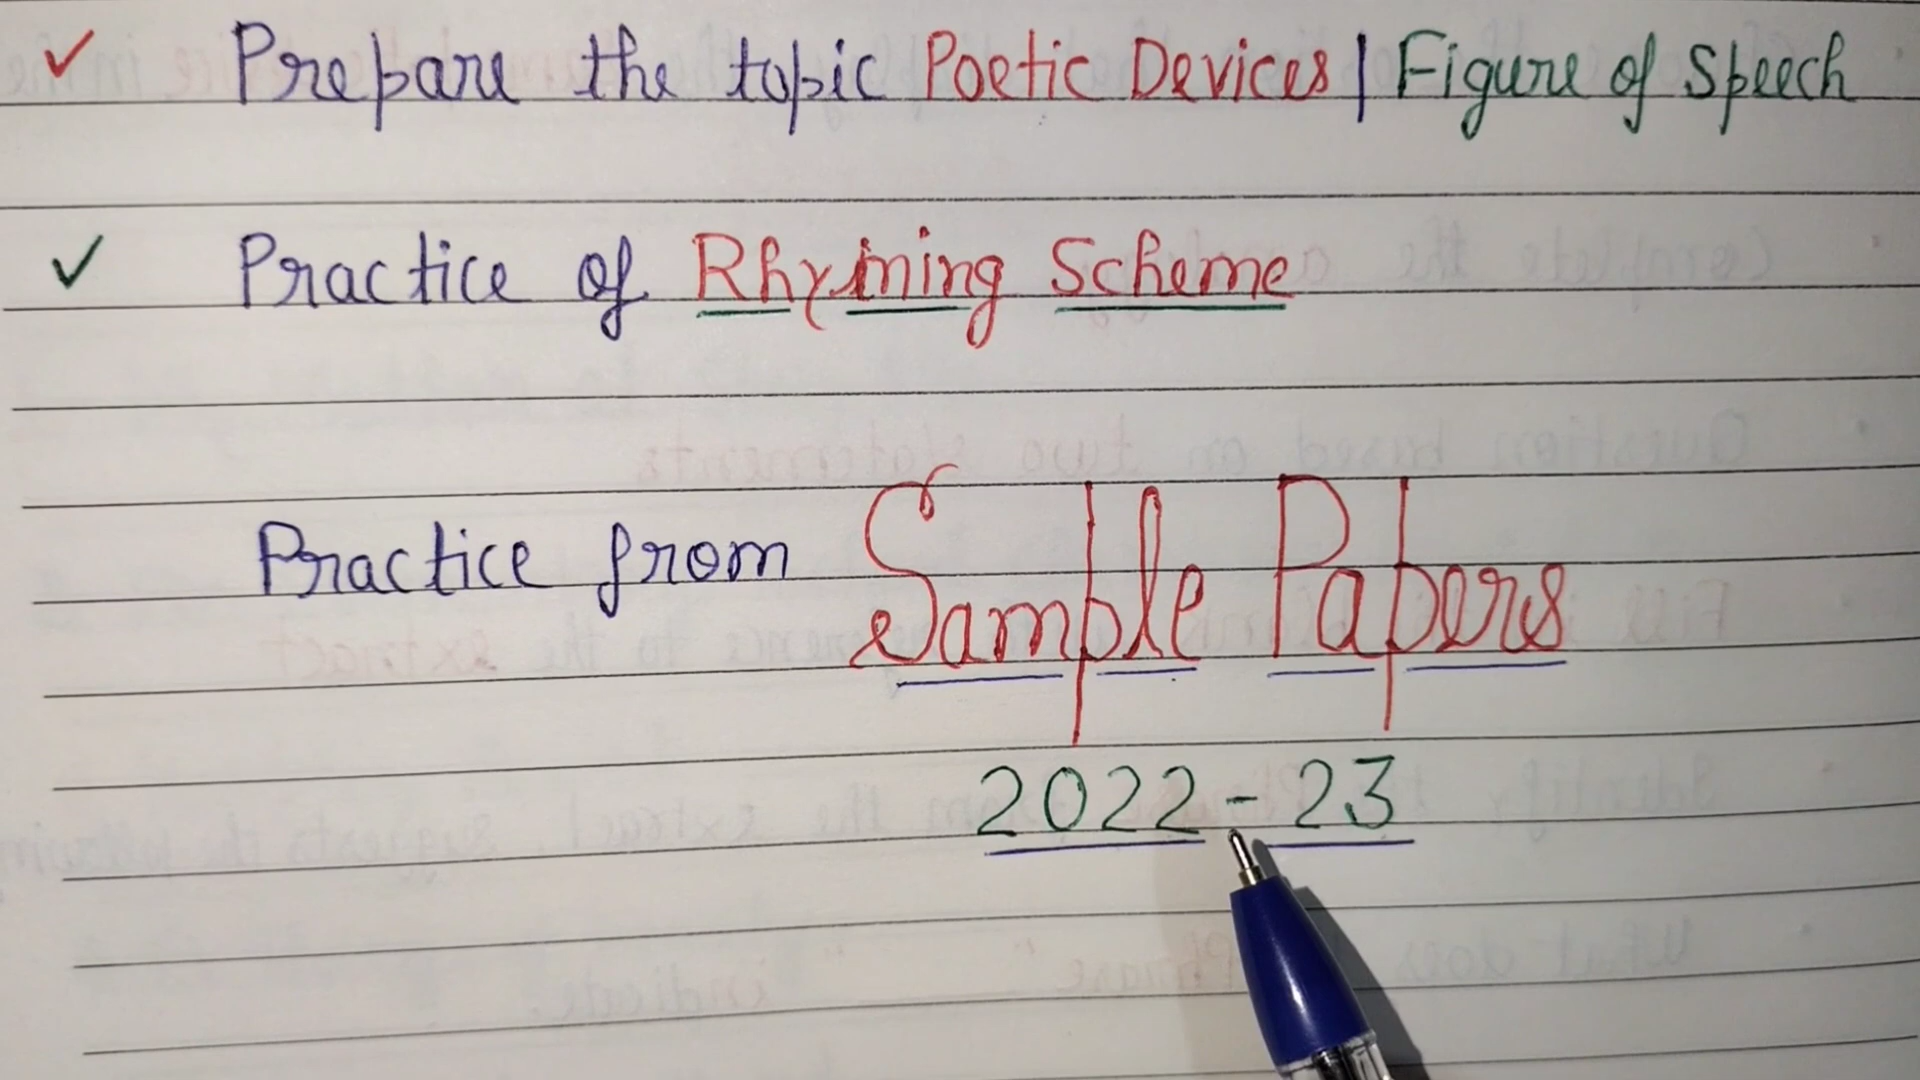 ✓ Prepare the topic Poetic Devices | Figure of Speech
✓ Practice of Rhyming Scheme
Practice from Sample Papers
2022-23